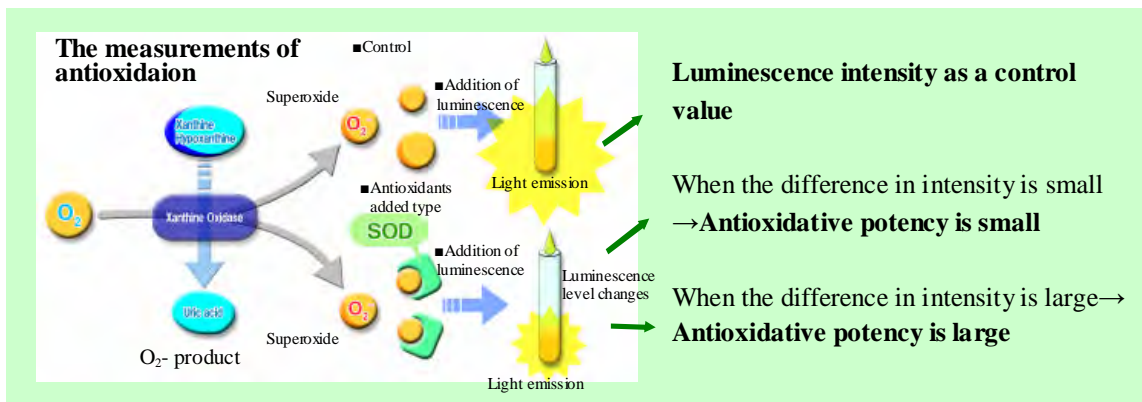 The measurements of
antioxidaion
■Control
Superoxide
■Addition of
luminescence
Xanthine
Hypoxanthine
O₂⁻
Light emission
O₂
Xanthine Oxidase
■Antioxidants
added type
SOD
■Addition of
luminescence
Uric acid
O₂⁻
Superoxide
O₂- product
Luminescence
level changes
Light emission
Luminescence intensity as a control
value
When the difference in intensity is small
→Antioxidative potency is small
When the difference in intensity is large→
Antioxidative potency is large